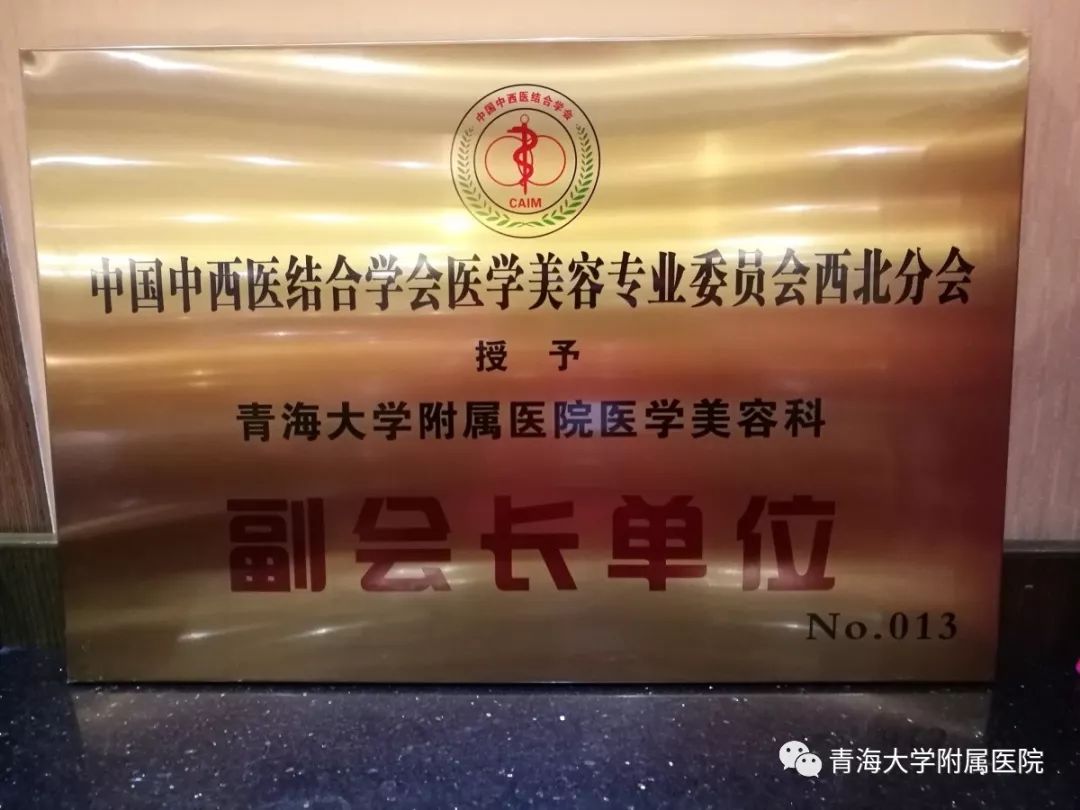 中国中西医结合学会
CAIM
中国中西医结合学会医学美容专业委员会西北分会
授 予
青海大学附属医院医学美容科
副会长单位
No.013
青海大学附属医院